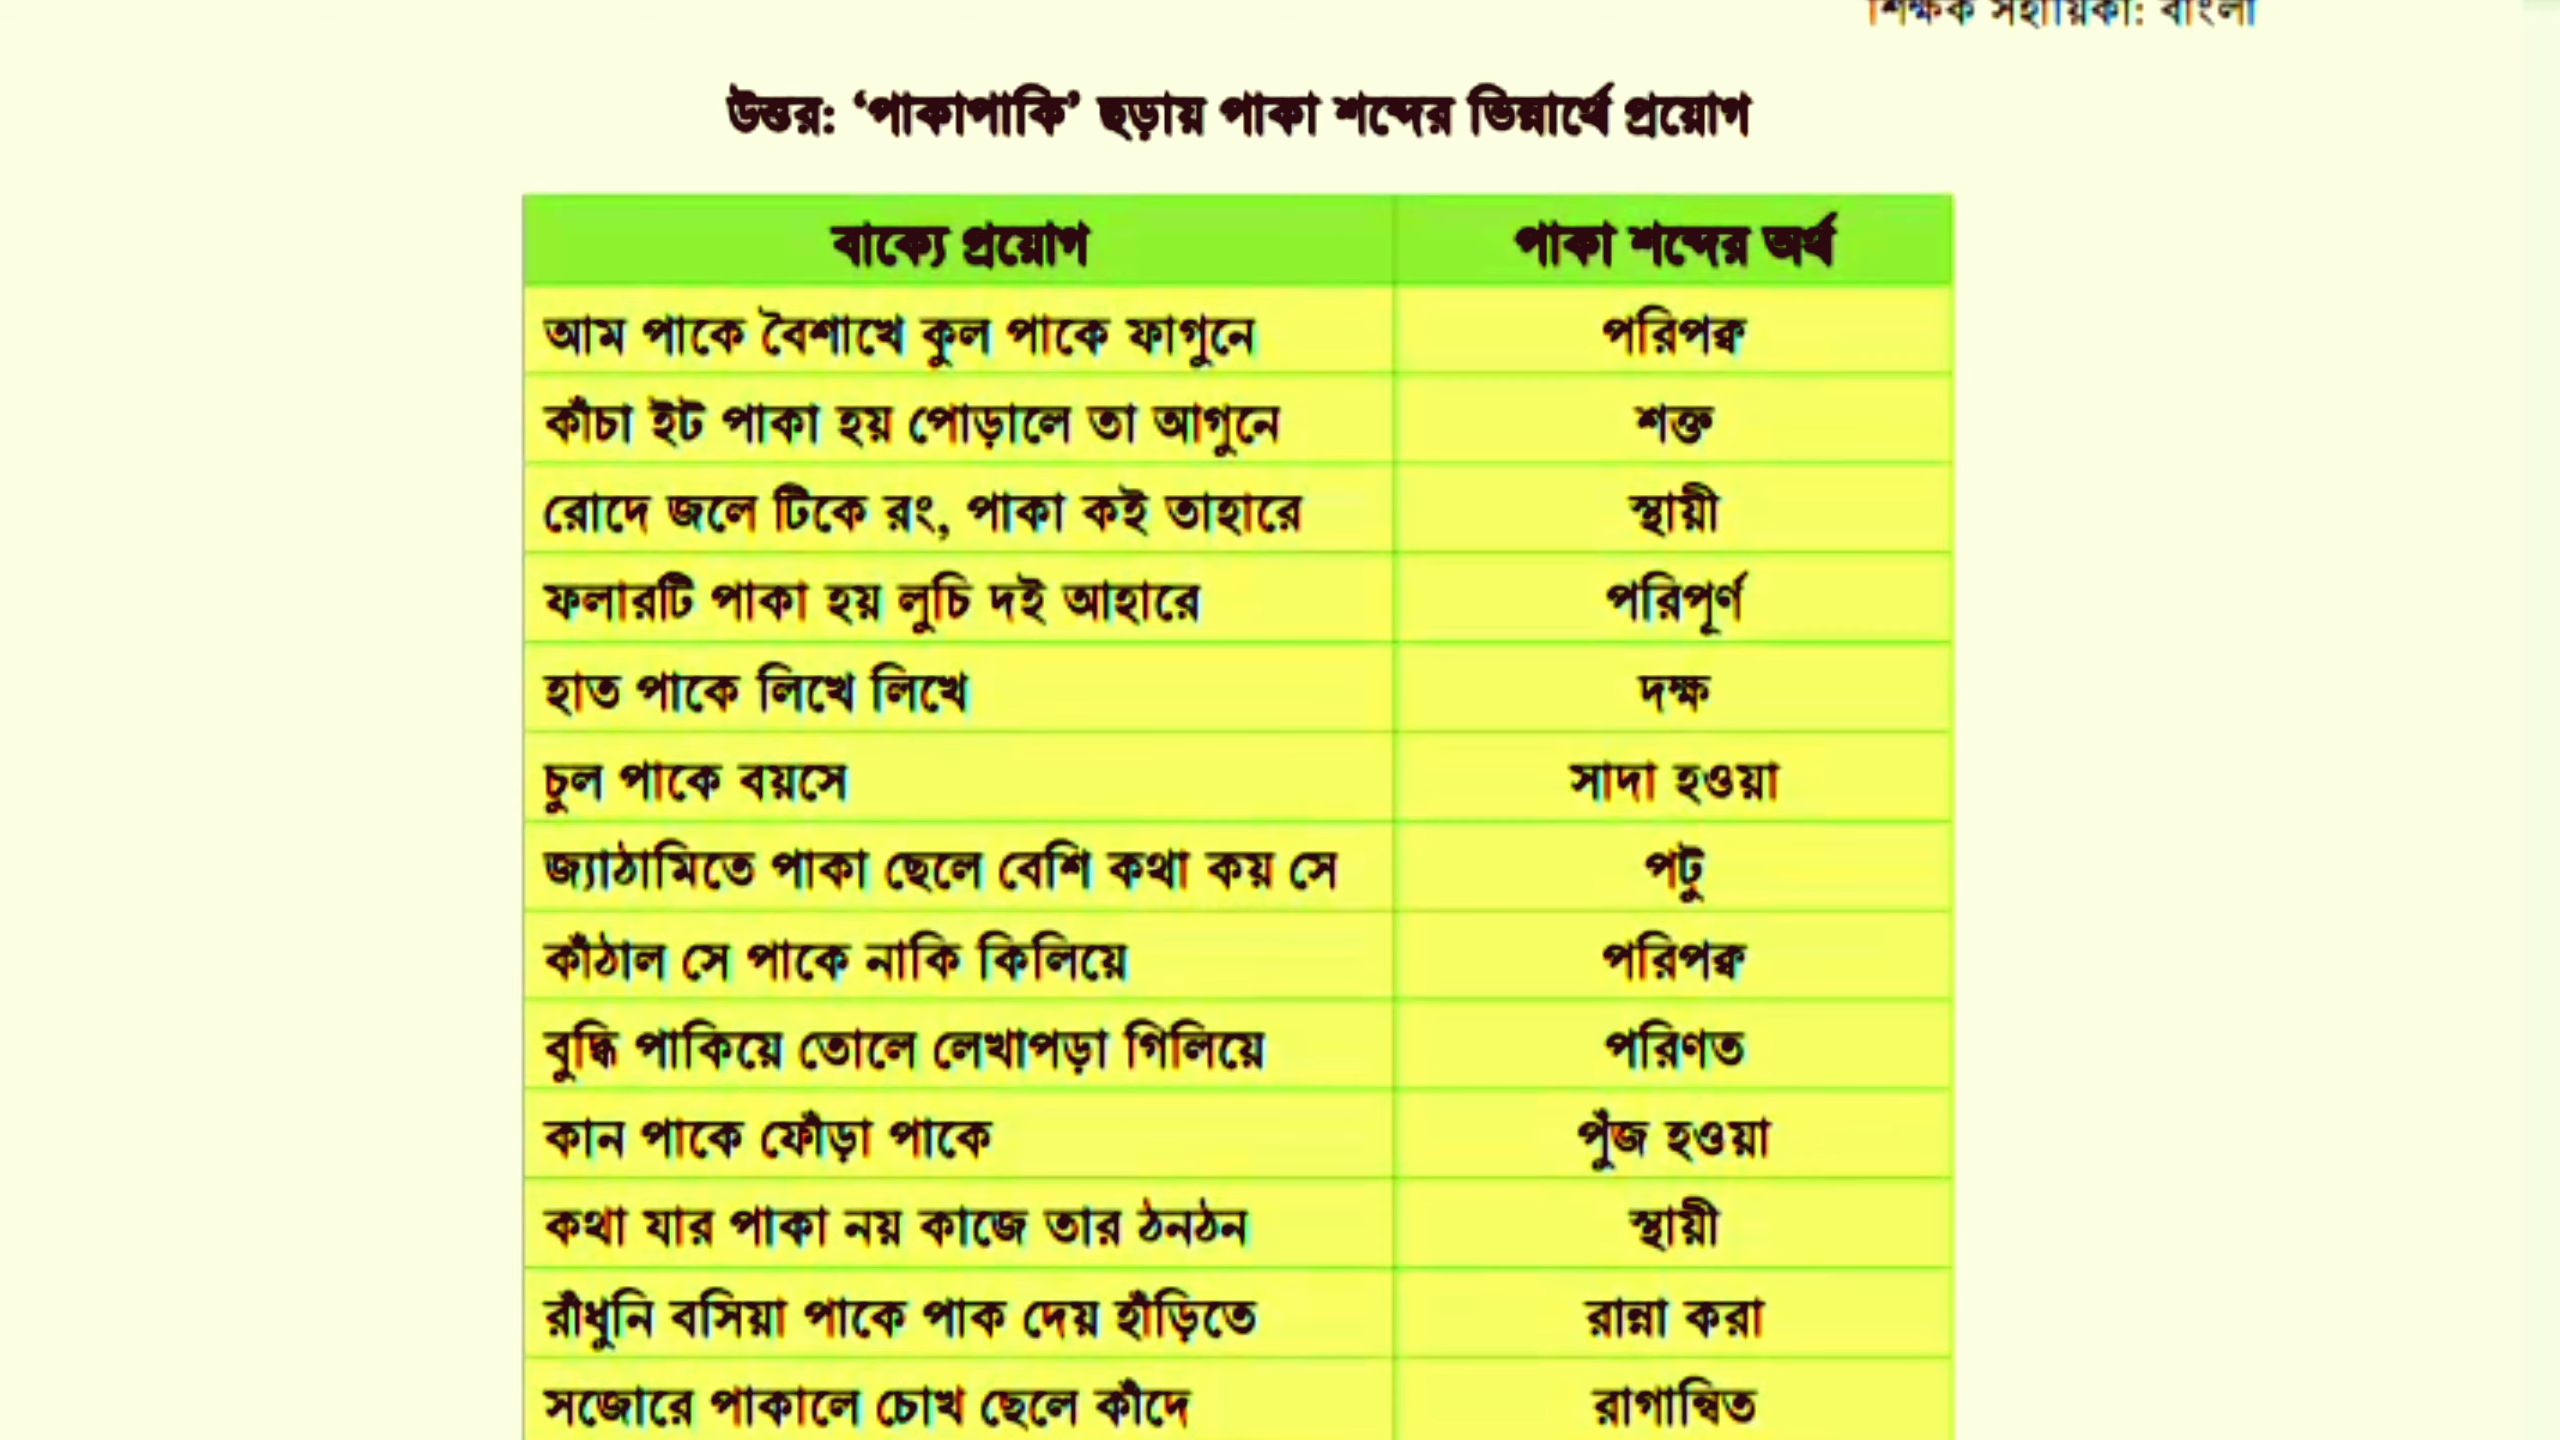 শিক্ষক সহায়িকা: বাংলা
উত্তর: ‘পাকাপাকি’ ছড়ায় পাকা শব্দের ভিন্নার্থে প্রয়োগ
বাক্যে প্রয়োগ পাকা শব্দের অর্থ
আম পাকে বৈশাখে কুল পাকে ফাগুনে পরিপক্ব
কাঁচা ইট পাকা হয় পোড়ালে তা আগুনে শক্ত
রোদে জলে টিকে রং, পাকা কই তাহারে স্থায়ী
ফলারটি পাকা হয় লুচি দই আহারে পরিপূর্ণ
হাত পাকে লিখে লিখে দক্ষ
চুল পাকে বয়সে সাদা হওয়া
জ্যাঠামিতে পাকা ছেলে বেশি কথা কয় সে পটু
কাঁঠাল সে পাকে নাকি কিলিয়ে পরিপক্ব
বুদ্ধি পাকিয়ে তোলে লেখাপড়া গিলিয়ে পরিণত
কান পাকে ফোঁড়া পাকে পুঁজ হওয়া
কথা যার পাকা নয় কাজে তার ঠনঠন স্থায়ী
রাঁধুনি বসিয়া পাকে পাক দেয় হাঁড়িতে রান্না করা
সজোরে পাকালে চোখ ছেলে কাঁদে রাগান্বিত